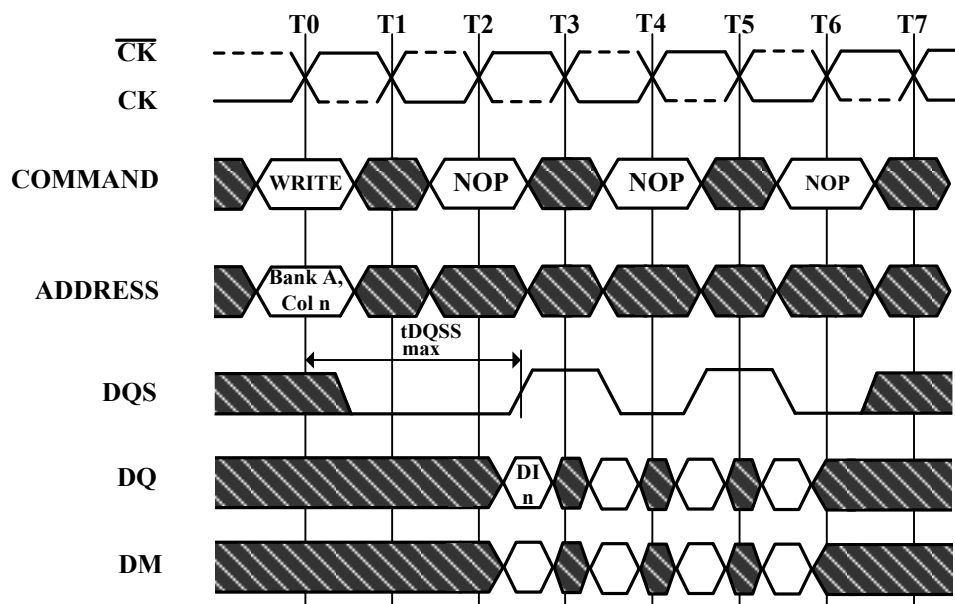 T0 T1 T2 T3 T4 T5 T6 T7
CK
CK
COMMAND WRITE NOP NOP NOP
ADDRESS Bank A,
Col n
tDQSS
max
DQS
DQ DI
n
DM